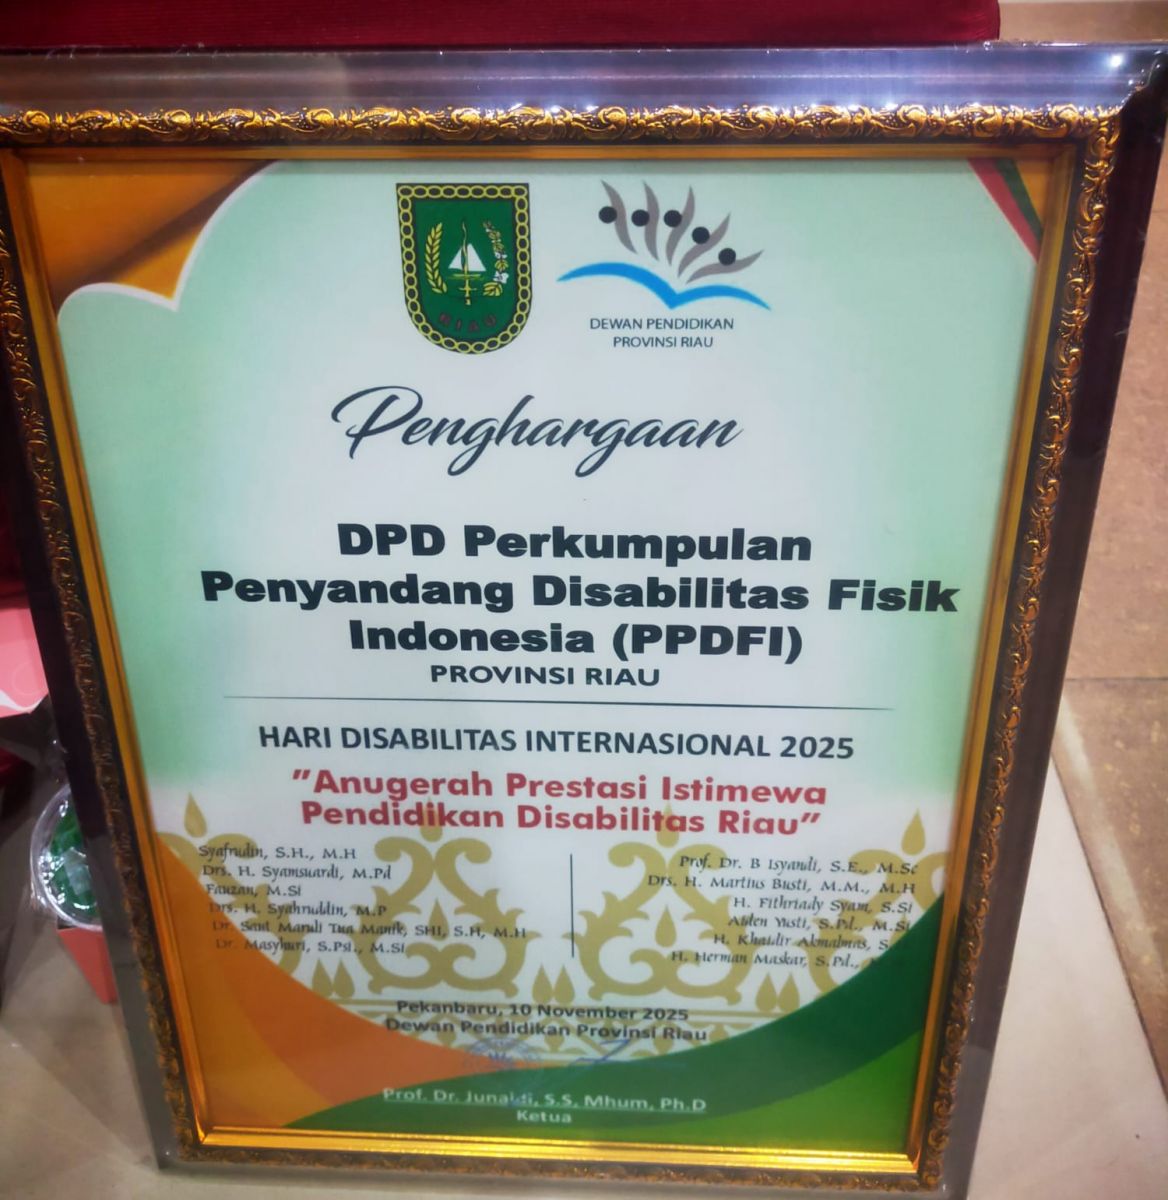 RIAU
DEWAN PENDIDIKAN
PROVINSI RIAU
Penghargaan
DPD Perkumpulan
Penyandang Disabilitas Fisik
Indonesia (PPDFI)
PROVINSI RIAU
HARI DISABILITAS INTERNASIONAL 2025
"Anugerah Prestasi Istimewa
Pendidikan Disabilitas Riau"
Syafrudin, S.H., M.H
Drs. H. Syamsuardi, M.Pd
Fauzan, M.Si
Drs. H. Syahruddin, M.P
Dr. Saut Maruli Tua Manik, SHI, S.H, M.H
Dr. Masyhuri, S.Psi., M.Si
Prof. Dr. B Isyandi, S.E., M.Sc
Drs. H. Martius Busti, M.M., M.H
H. Fithriady Syam, S.Si
Alden Yusti, S.Pd., M.Si
H. Khaidir Akmalmas, S.
H. Herman Maskar, S.Pd.,
Pekanbaru, 10 November 2025
Dewan Pendidikan Provinsi Riau
Prof. Dr. Junaidi, S.S, Mhum, Ph.D
Ketua